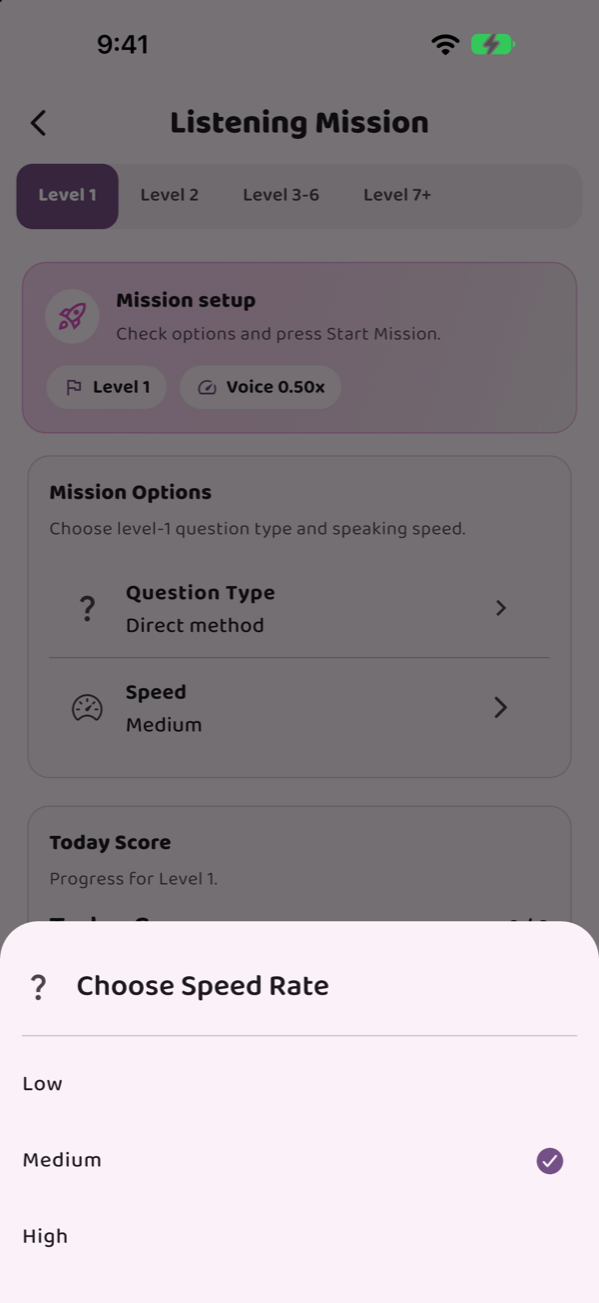 9:41
Listening Mission
Level 1 Level 2 Level 3-6 Level 7+
Mission setup
Check options and press Start Mission.
Level 1 Voice 0.50x
Mission Options
Choose level-1 question type and speaking speed.
? Question Type
Direct method
Speed
Medium
Today Score
Progress for Level 1.
? Choose Speed Rate
Low
Medium
High